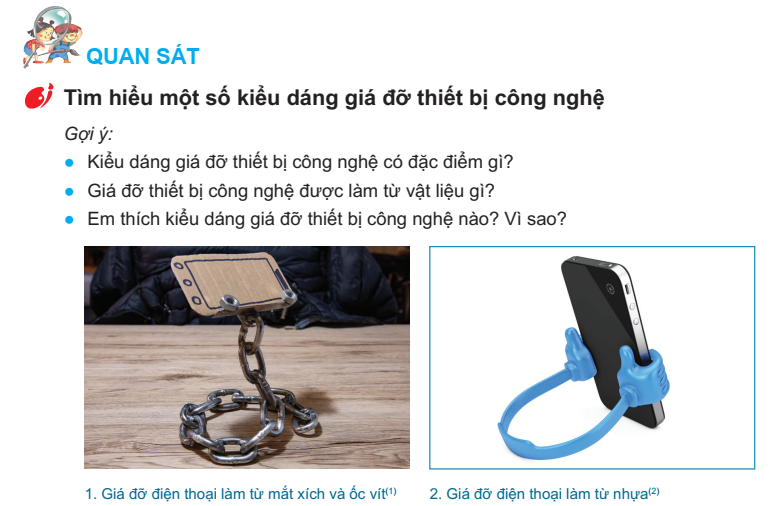 QUAN SÁT
Tìm hiểu một số kiểu dáng giá đỡ thiết bị công nghệ
Gợi ý:
● Kiểu dáng giá đỡ thiết bị công nghệ có đặc điểm gì?
● Giá đỡ thiết bị công nghệ được làm từ vật liệu gì?
● Em thích kiểu dáng giá đỡ thiết bị công nghệ nào? Vì sao?
1. Giá đỡ điện thoại làm từ mắt xích và ốc vít(1)
2. Giá đỡ điện thoại làm từ nhựa(2)